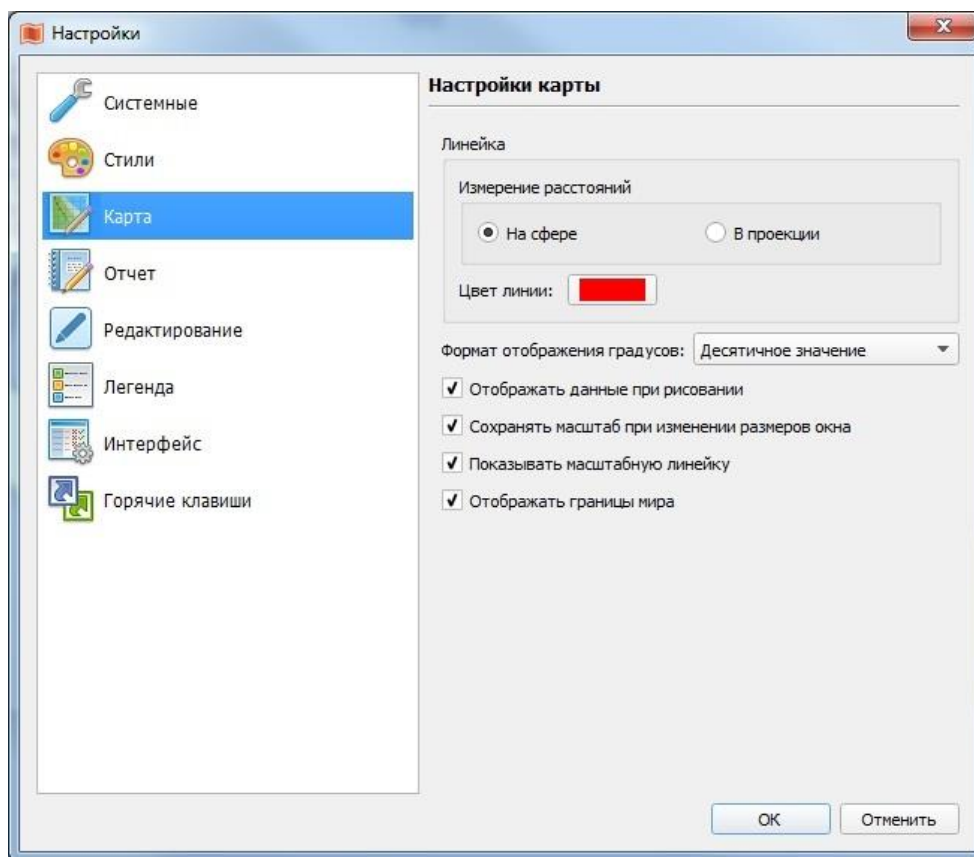 Настройки
Системные
Стили
Карта
Отчет
Редактирование
Легенда
Интерфейс
Горячие клавиши
Настройки карты
Линейка
Измерение расстояний
На сфере
В проекции
Цвет линии:
Формат отображения градусов: Десятичное значение
Отображать данные при рисовании
Сохранять масштаб при изменении размеров окна
Показывать масштабную линейку
Отображать границы мира
ОК
Отменить